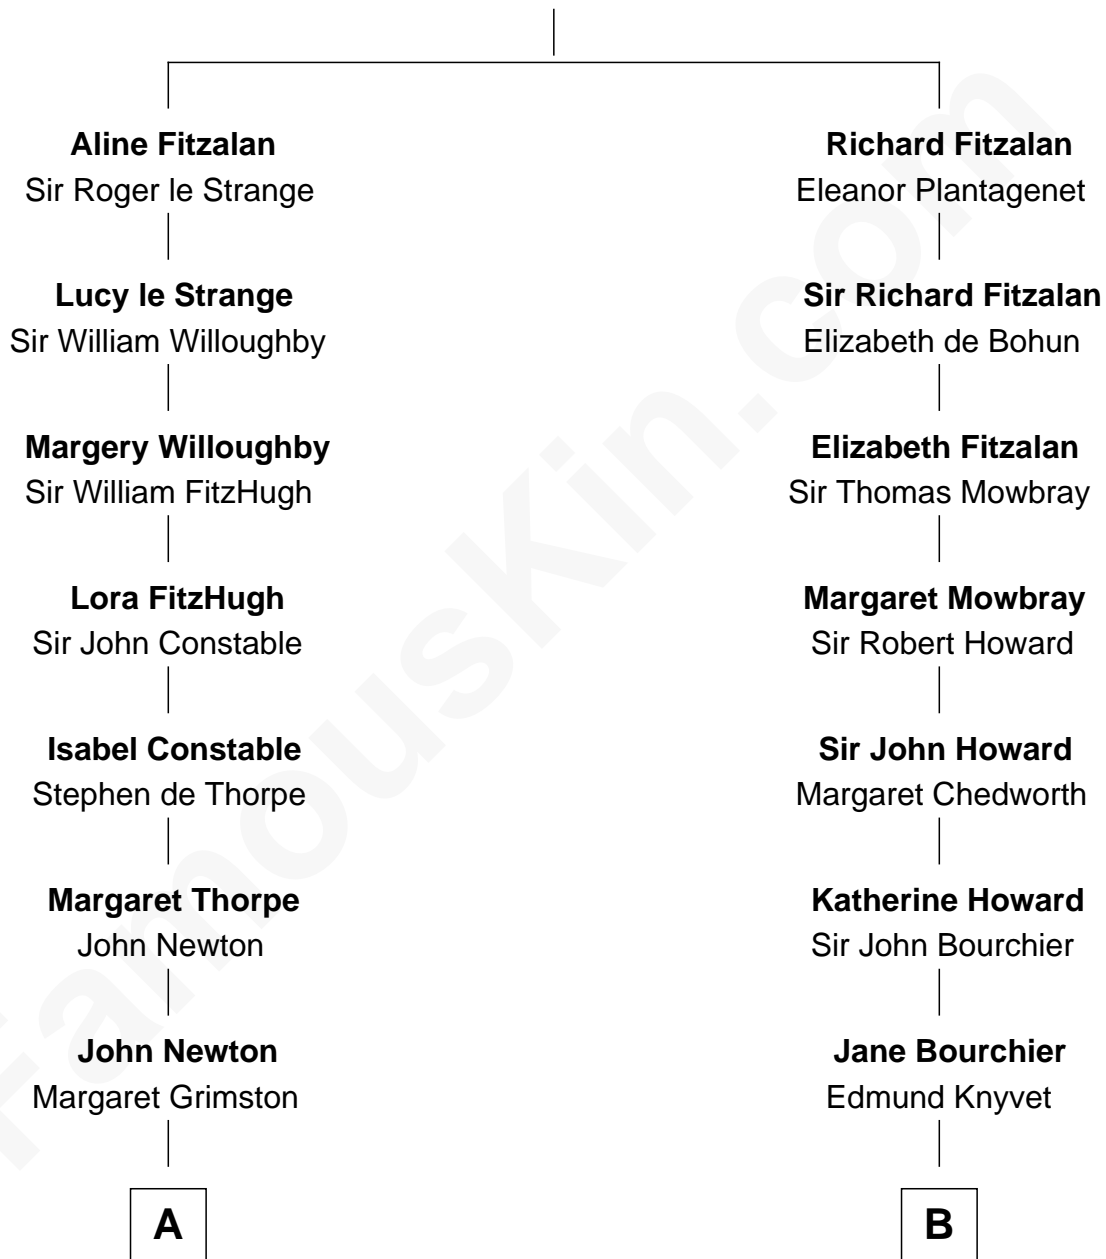 Aline Fitzalan
Sir Roger le Strange
Lucy le Strange
Sir William Willoughby
Margery Willoughby
Sir William FitzHugh
Lora FitzHugh
Sir John Constable
Isabel Constable
Stephen de Thorpe
Margaret Thorpe
John Newton
John Newton
Margaret Grimston
A
Richard Fitzalan
Eleanor Plantagenet
Sir Richard Fitzalan
Elizabeth de Bohun
Elizabeth Fitzalan
Sir Thomas Mowbray
Margaret Mowbray
Sir Robert Howard
Sir John Howard
Margaret Chedworth
Katherine Howard
Sir John Bourchier
Jane Bourchier
Edmund Knyvet
B
FamousKin.com